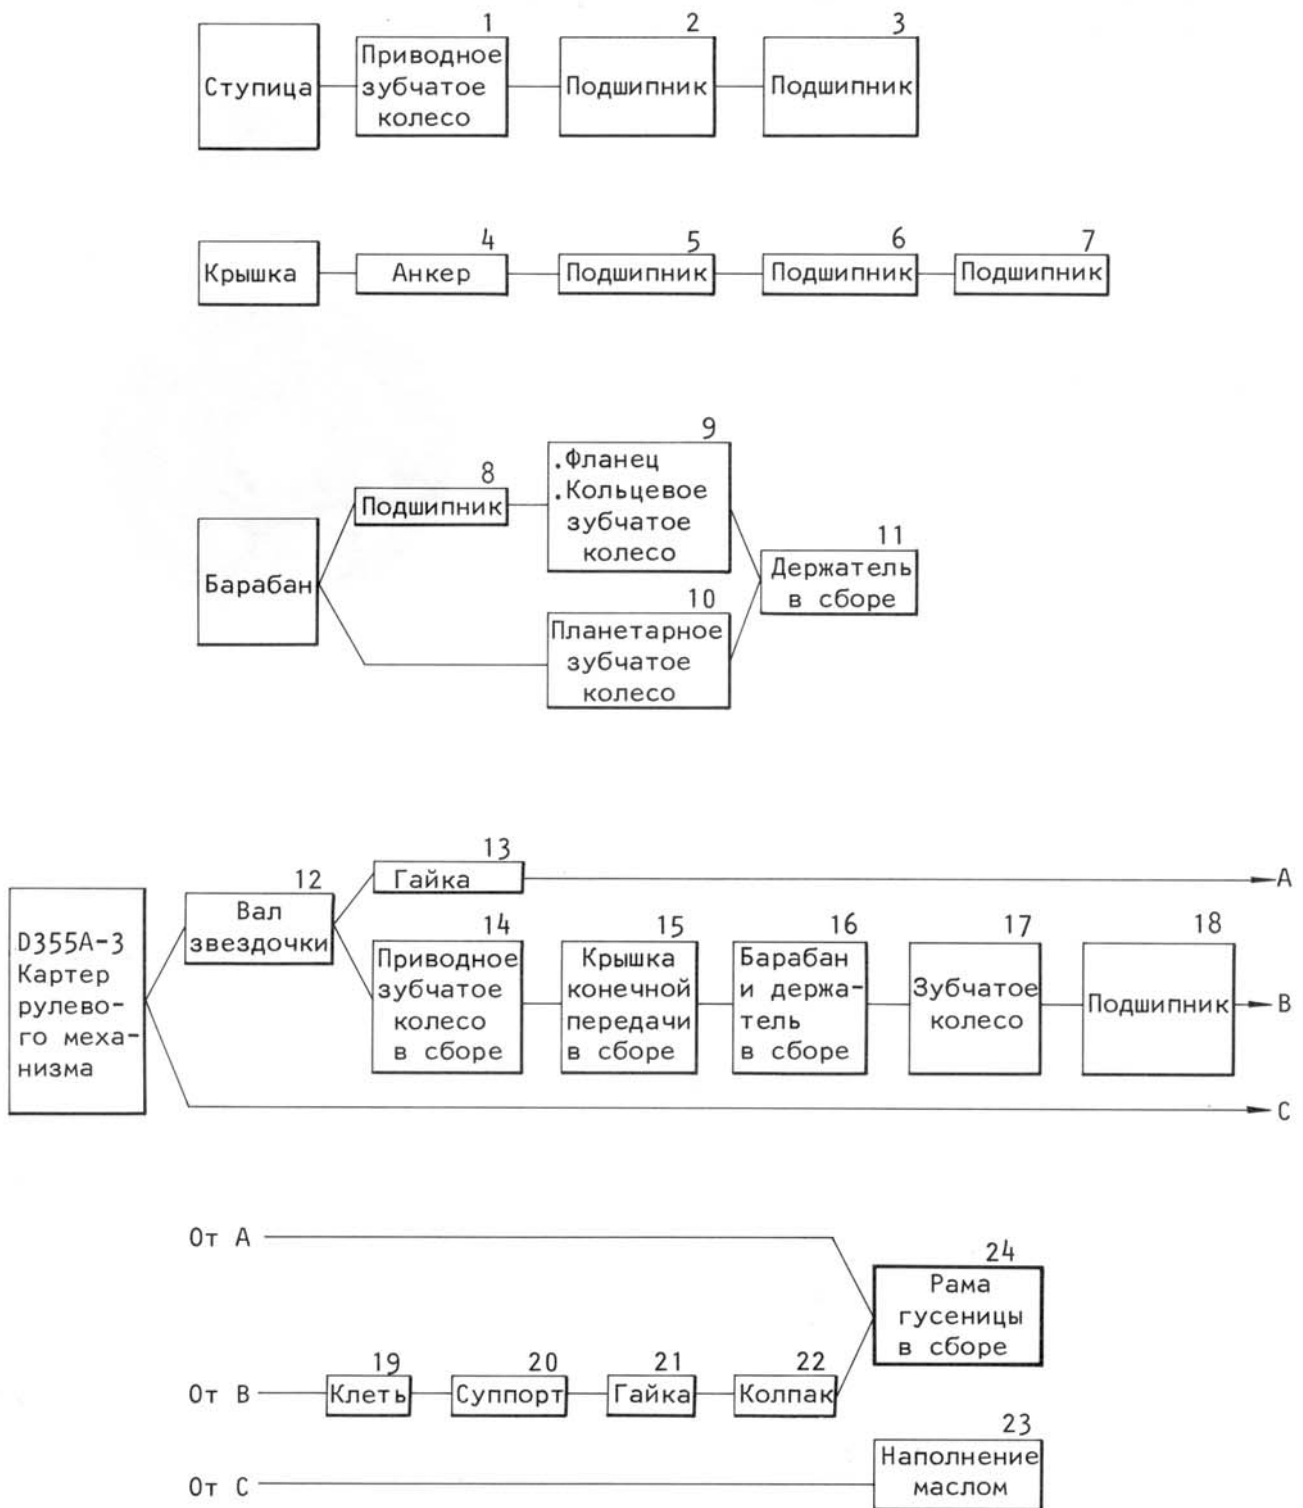 1
Приводное
зубчатое
колесо
2
3
Ступица
Подшипник
Подшипник
4
5
6
7
Крышка
Анкер
Подшипник
Подшипник
Подшипник
8
Подшипник
9
.Фланец
.Кольцевое
зубчатое
колесо
Барабан
10
Планетарное
зубчатое
колесо
11
Держатель
в сборе
D355A-3
Картер
рулево-
го меха-
низма
12
Вал
звездочки
13
Гайка
A
14
Приводное
зубчатое
колесо
в сборе
15
Крышка
конечной
передачи
в сборе
16
Барабан
и держа-
тель
в сборе
17
Зубчатое
колесо
18
Подшипник
B
C
От A
24
Рама
гусеницы
в сборе
От B
19
Клеть
20
Суппорт
21
Гайка
22
Колпак
От C
23
Наполнение
маслом